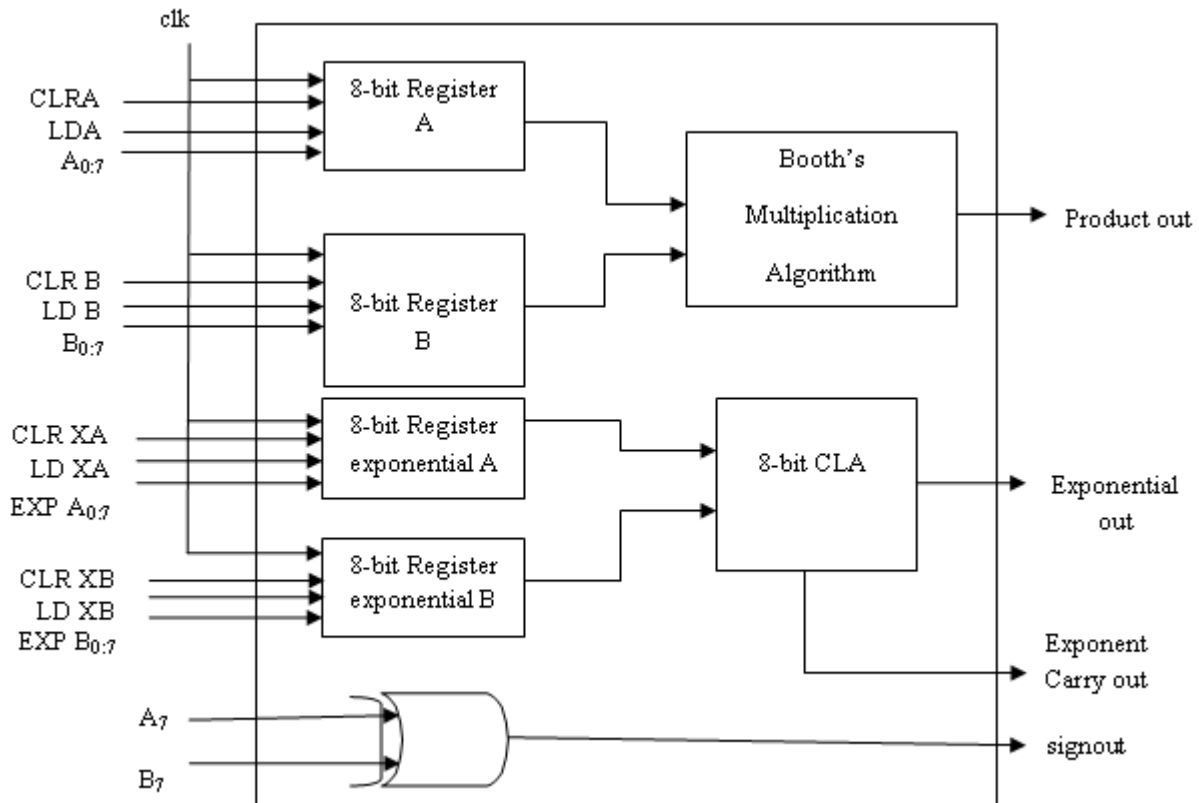 clk
CLRA
LDA
A0:7
8-bit Register
A
Booth's
Multiplication
Algorithm
Product out
CLR B
LD B
B0:7
8-bit Register
B
CLR XA
LD XA
EXP A0:7
8-bit Register
exponential A
8-bit CLA
Exponential
out
CLR XB
LD XB
EXP B0:7
8-bit Register
exponential B
Exponent
Carry out
A7
B7
signout